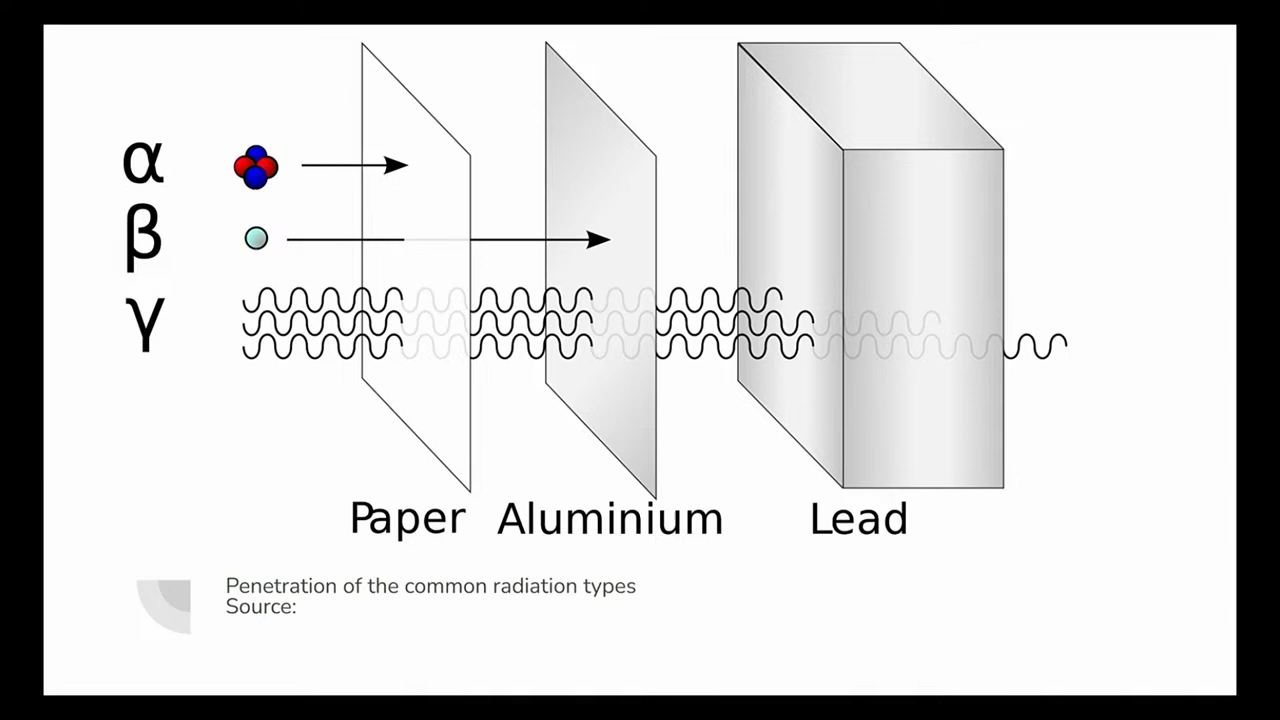 α
β
γ
Paper Aluminium Lead
Penetration of the common radiation types
Source: